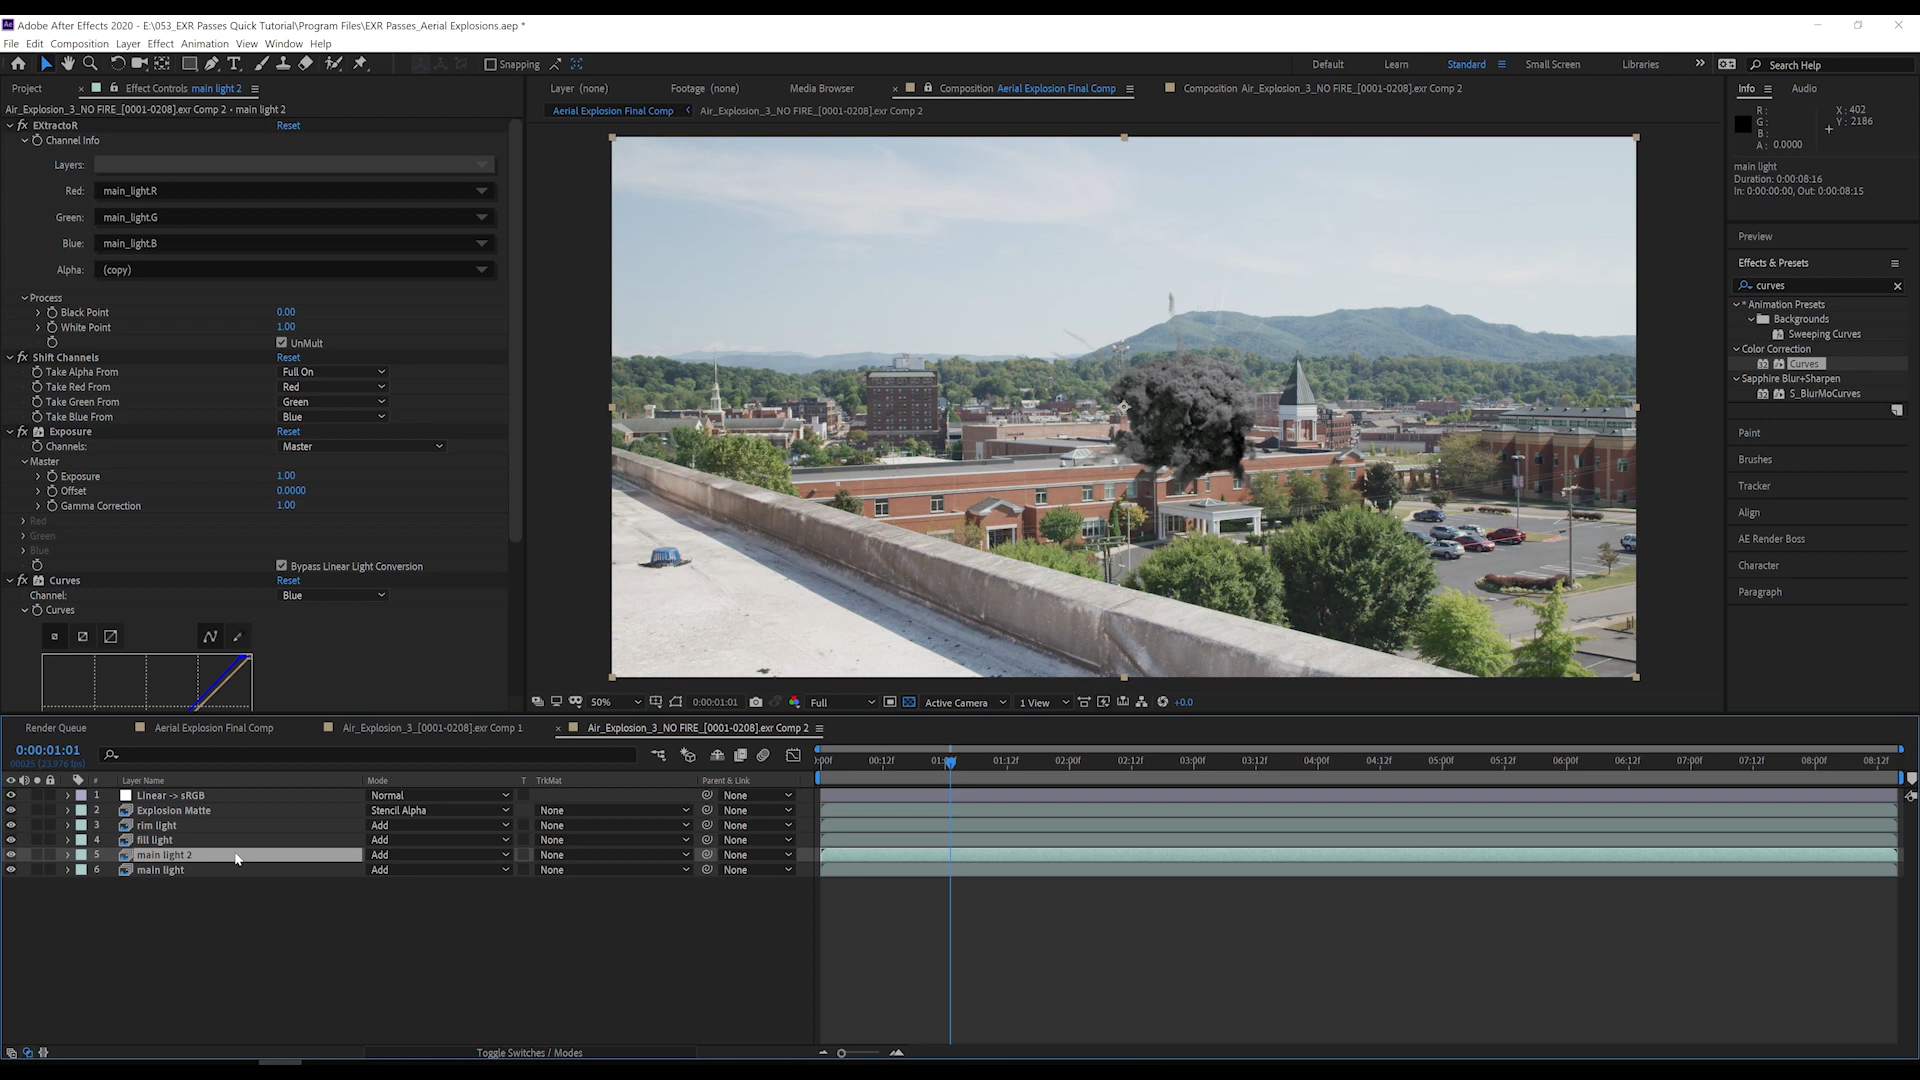 Adobe After Effects 2020 - E:\053_EXR Passes Quick Tutorial\Program Files\EXR Passes_Aerial Explosions.aep *
File Edit Composition Layer Effect Animation View Window Help
Snapping
Default Learn Standard Small Screen Libraries Search Help
Project Effect Controls main light 2
Layer (none) Footage (none) Media Browser Composition Aerial Explosion Final Comp Composition Air_Explosion_3_NO FIRE_[0001-0208].exr Comp 2
Info Audio
Air_Explosion_3_NO FIRE_[0001-0208].exr Comp 2 • main light 2
Aerial Explosion Final Comp Air_Explosion_3_NO FIRE_[0001-0208].exr Comp 2
R:
G:
B:
A: 0.0000
X: 402
Y: 2186
main light
Duration: 0:00:08:16
In: 0:00:00:00, Out: 0:00:08:15
fx EXtractoR Reset
Channel Info
Layers:
Red: main_light.R
Green: main_light.G
Blue: main_light.B
Alpha: (copy)
Process
Black Point 0.00
White Point 1.00
UnMult
fx Shift Channels Reset
Take Alpha From Full On
Take Red From Red
Take Green From Green
Take Blue From Blue
fx Exposure Reset
Channels: Master
Master
Exposure 1.00
Offset 0.0000
Gamma Correction 1.00
Red
Green
Blue
Bypass Linear Light Conversion
fx Curves Reset
Channel: Blue
Curves
Preview
Effects & Presets
curves
* Animation Presets
Backgrounds
Sweeping Curves
Color Correction
32 Curves
Sapphire Blur+Sharpen
32 S_BlurMoCurves
Paint
Brushes
Tracker
Align
AE Render Boss
Character
Paragraph
50% 0:00:01:01 Full Active Camera 1 View +0.0
Render Queue Aerial Explosion Final Comp Air_Explosion_3_[0001-0208].exr Comp 1 Air_Explosion_3_NO FIRE_[0001-0208].exr Comp 2
0:00:01:01
00025 (23.976 fps)
00:12f 01:12f 02:00f 02:12f 03:00f 03:12f 04:00f 04:12f 05:00f 05:12f 06:00f 06:12f 07:00f 07:12f 08:00f 08:12f
# Layer Name Mode T TrkMat Parent & Link
1 Linear -> sRGB Normal None
2 Explosion Matte Stencil Alpha None None
3 rim light Add None None
4 fill light Add None None
5 main light 2 Add None None
6 main light Add None None
Toggle Switches / Modes